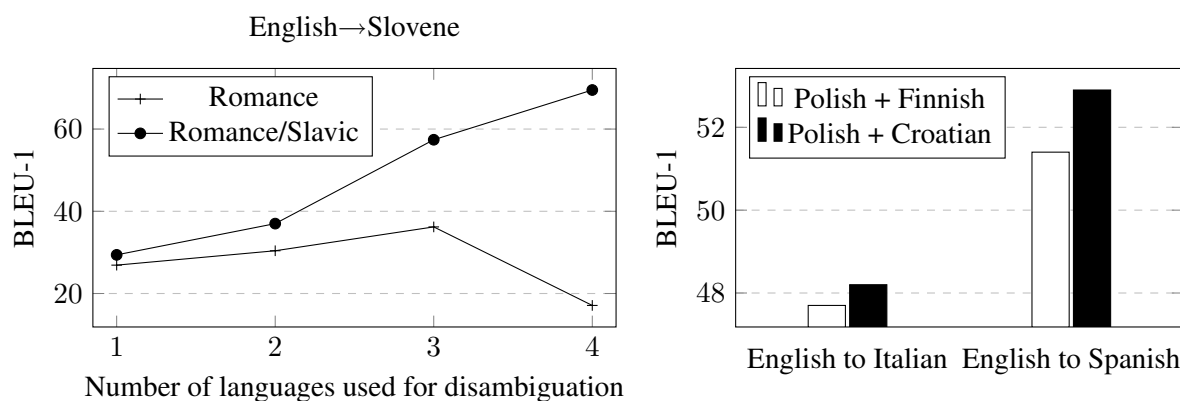 English→Slovene
Romance
Romance/Slavic
BLEU-1
60
40
20
1 2 3 4
Number of languages used for disambiguation
Polish + Finnish
Polish + Croatian
BLEU-1
52
50
48
English to Italian English to Spanish